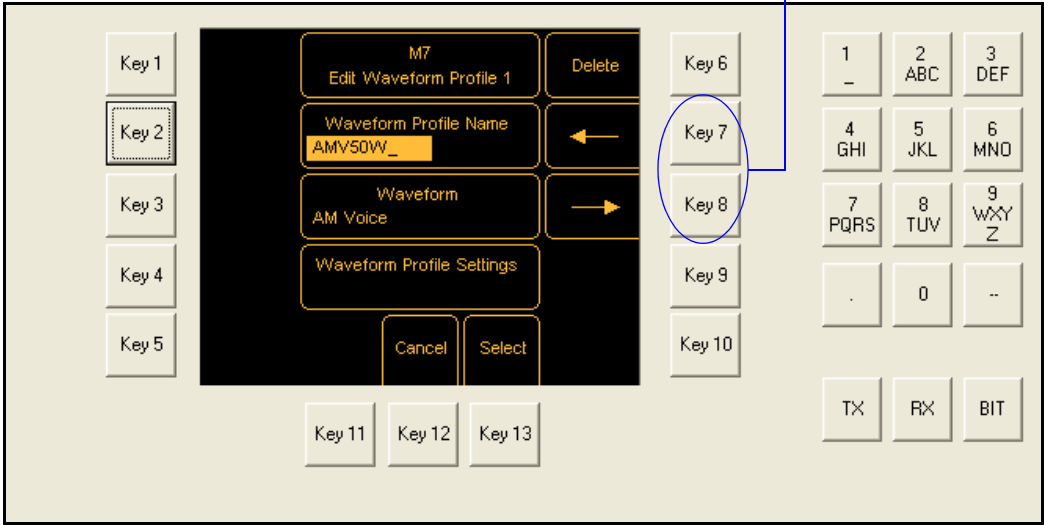 Key 1
M7
Edit Waveform Profile 1
Delete
Key 6
Key 2
Waveform Profile Name
AMV50W_
Key 7
Key 3
Waveform
AM Voice
Key 8
Key 4
Waveform Profile Settings
Key 9
Key 5
Cancel
Select
Key 10
Key 11
Key 12
Key 13
1
_
2
ABC
3
DEF
4
GHI
5
JKL
6
MNO
7
PQRS
8
TUV
9
WXY
Z
.
0
--
TX
RX
BIT